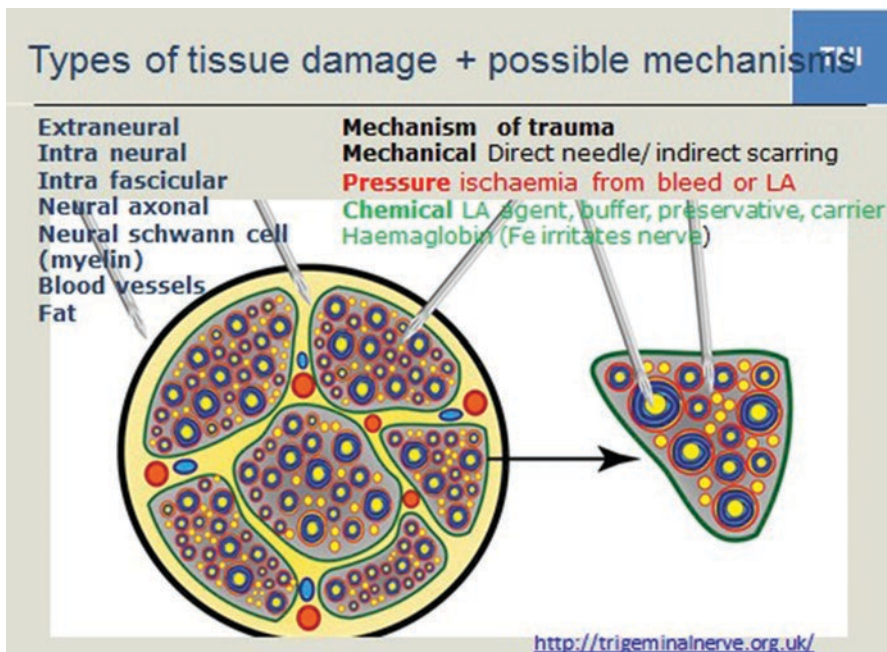 Types of tissue damage + possible mechanisms
TNI
Extraneural
Intra neural
Intra fascicular
Neural axonal
Neural schwann cell
(myelin)
Blood vessels
Fat
Mechanism of trauma
Mechanical Direct needle/ indirect scarring
Pressure ischaemia from bleed or LA
Chemical LA agent, buffer, preservative, carrier
Haemaglobin (Fe irritates nerve)
http://trigeminalnerve.org.uk/